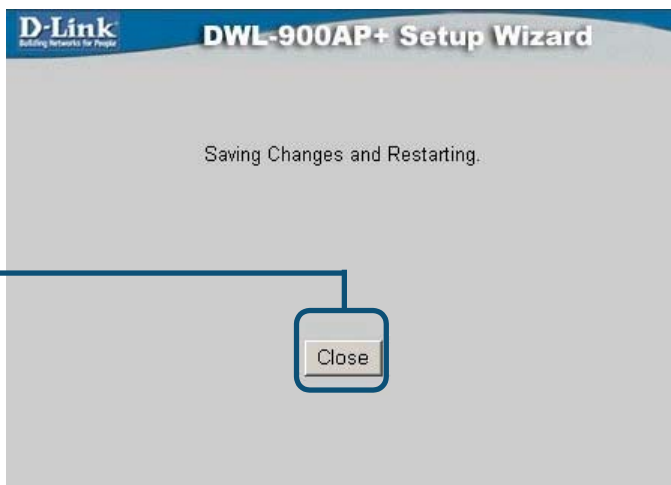 D-Link
Building Networks for People
DWL-900AP+ Setup Wizard
Saving Changes and Restarting.
Close